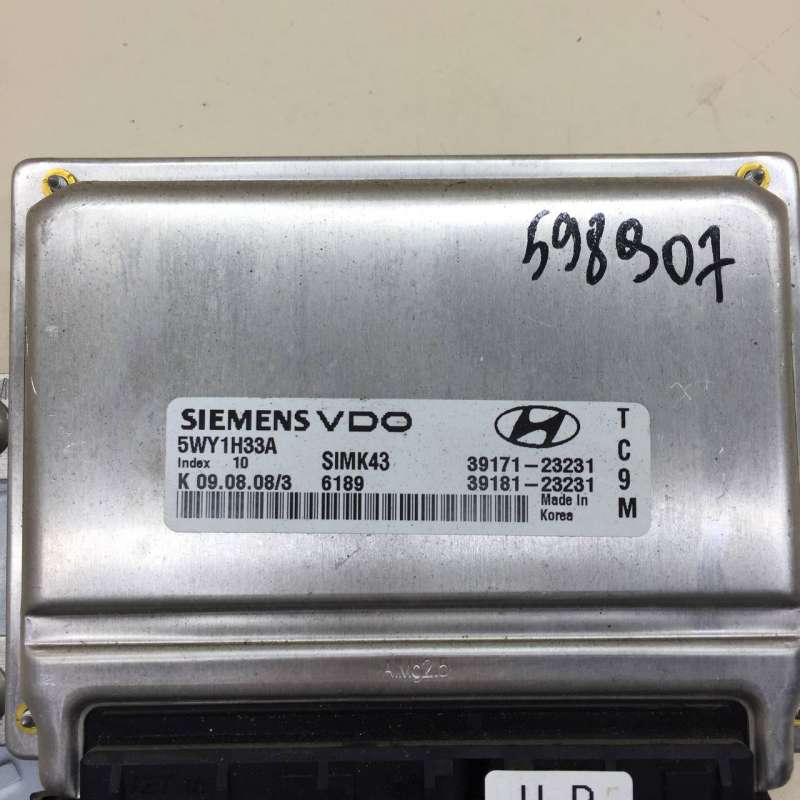 598907
SIEMENS VDO
5WY1H33A
Index 10 SIMK43 39171-23231
K 09.08.08/3 6189 39181-23231
Made In
Korea
T
C
9
M